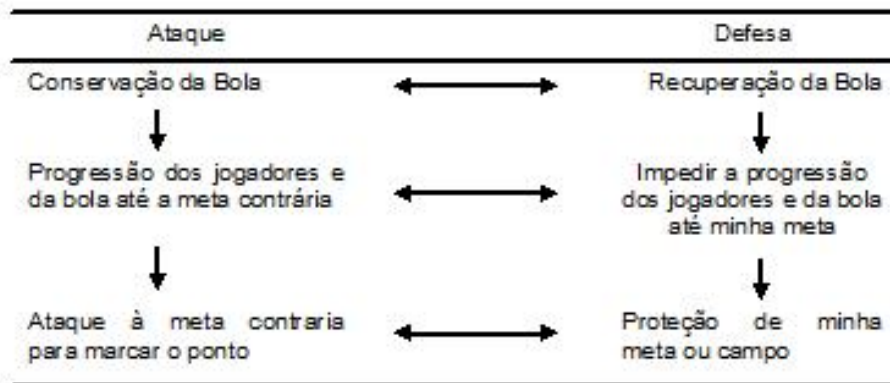 Ataque Defesa
Conservação da Bola Recuperação da Bola
Progressão dos jogadores e
da bola até a meta contrária
Impedir a progressão
dos jogadores e da bola
até minha meta
Ataque à meta contraria
para marcar o ponto
Proteção de minha
meta ou campo